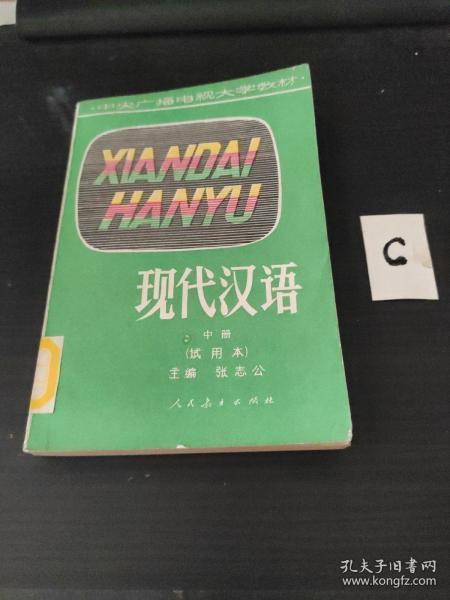 ·中央广播电视大学教材·
XIANDAI
HANYU
现代汉语
中册
(试用本)
主编 张志公
人民教育出版社
C
孔夫子旧书网
www.kongfz.com